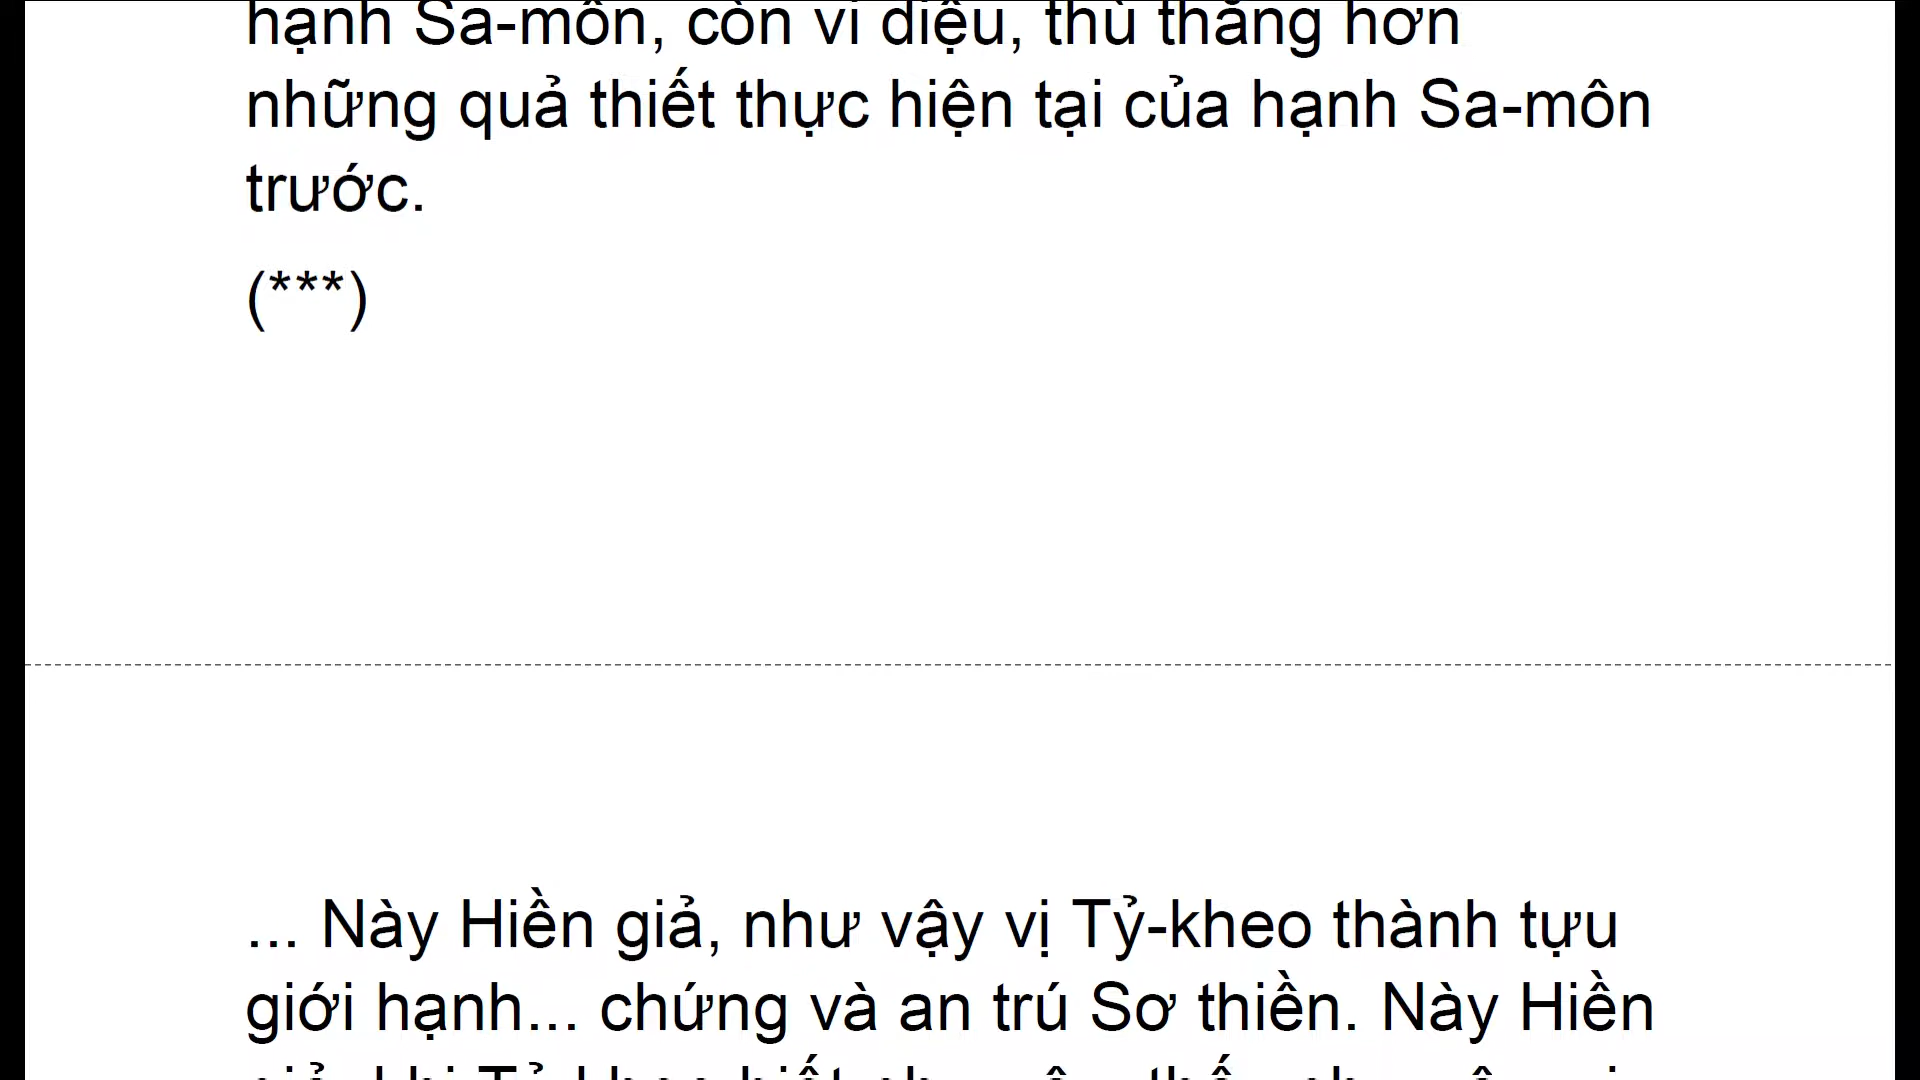 hạnh Sa-môn, còn vi diệu, thù thắng hơn
những quả thiết thực hiện tại của hạnh Sa-môn
trước.
(***)
... Này Hiền giả, như vậy vị Tỷ-kheo thành tựu
giới hạnh... chứng và an trú Sơ thiền. Này Hiền